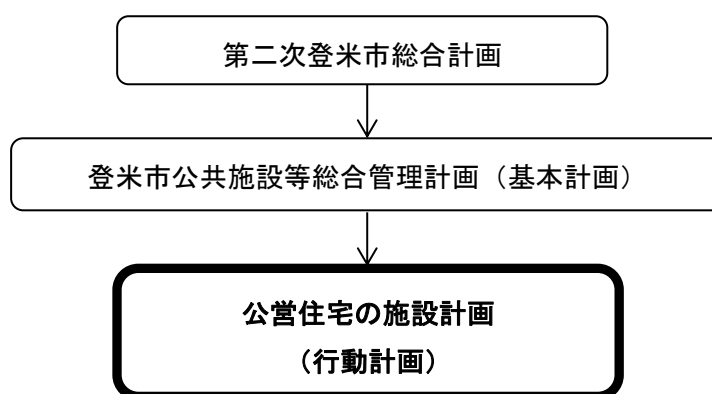 第二次登米市総合計画
登米市公共施設等総合管理計画（基本計画）
公営住宅の施設計画
（行動計画）